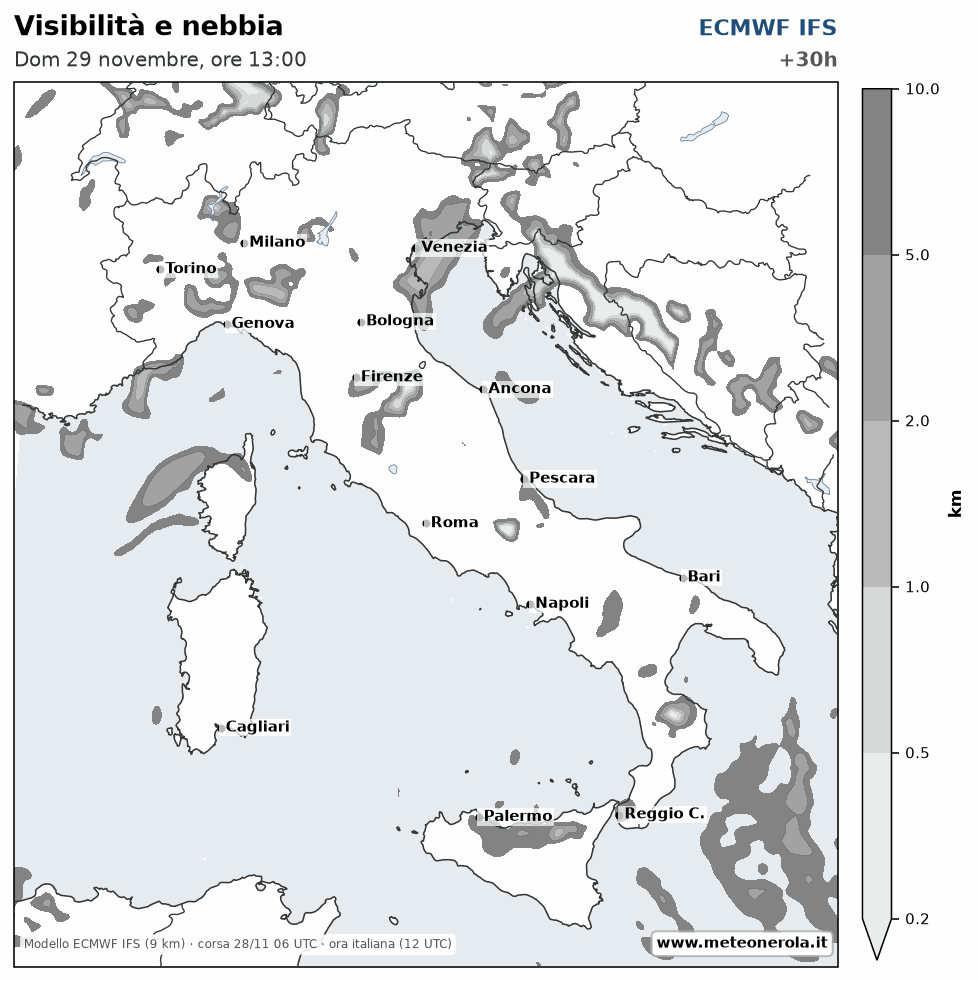 Visibilità e nebbia
ECMWF IFS
Dom 29 novembre, ore 13:00
+30h
10.0
5.0
2.0
1.0
0.5
0.2
km
Milano
Venezia
Torino
Genova
Bologna
Firenze
Ancona
Pescara
Roma
Bari
Napoli
Cagliari
Palermo
Reggio C.
Modello ECMWF IFS (9 km) · corsa 28/11 06 UTC · ora italiana (12 UTC)
www.meteonerola.it